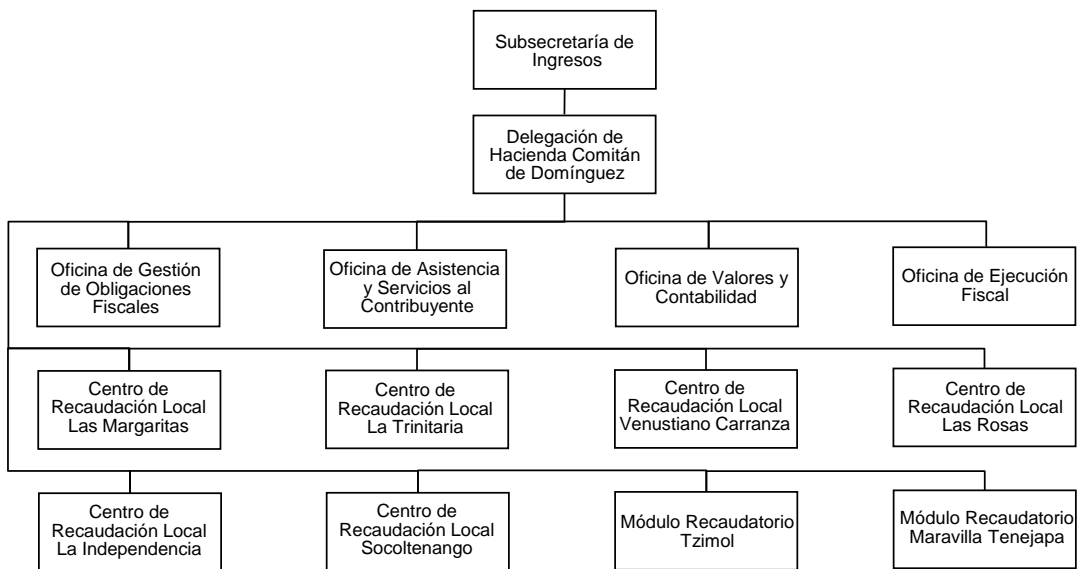 Subsecretaría de
Ingresos
Delegación de
Hacienda Comitán
de Domínguez
Oficina de Gestión
de Obligaciones
Fiscales
Oficina de Asistencia
y Servicios al
Contribuyente
Oficina de Valores y
Contabilidad
Oficina de Ejecución
Fiscal
Centro de
Recaudación Local
Las Margaritas
Centro de
Recaudación Local
La Trinitaria
Centro de
Recaudación Local
Venustiano Carranza
Centro de
Recaudación Local
Las Rosas
Centro de
Recaudación Local
La Independencia
Centro de
Recaudación Local
Socoltenango
Módulo Recaudatorio
Tzimol
Módulo Recaudatorio
Maravilla Tenejapa